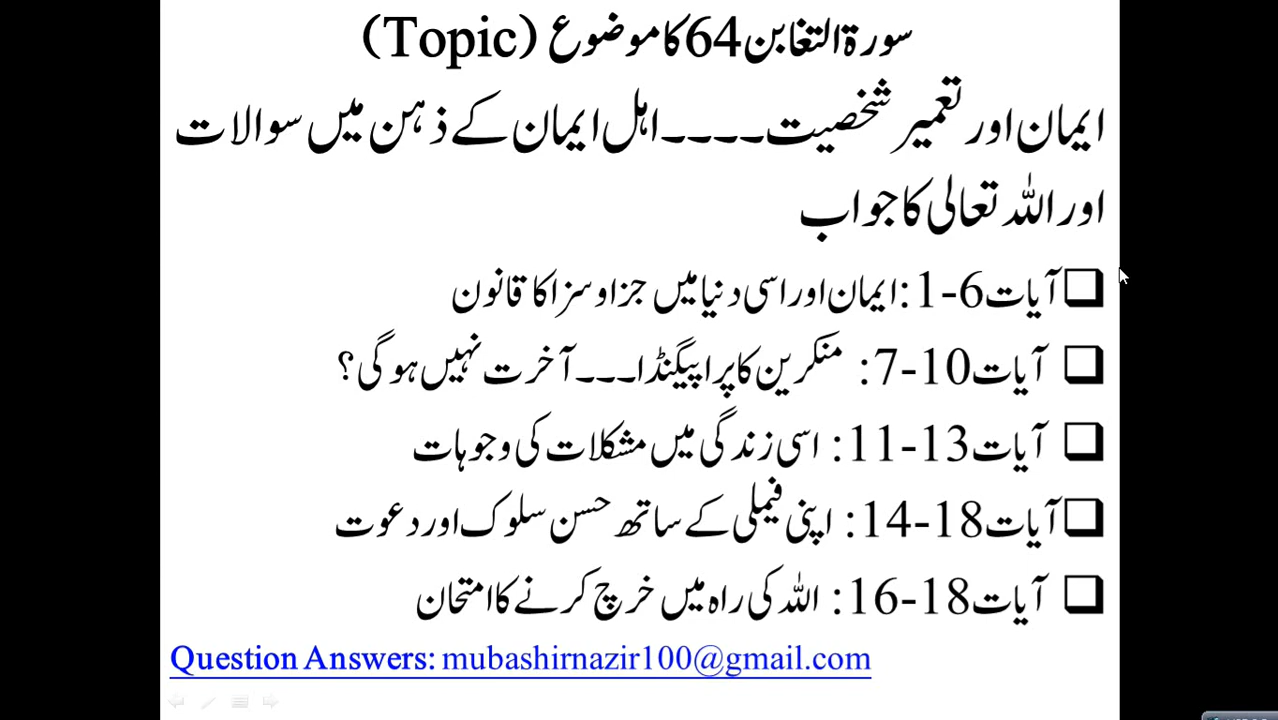 سورۃ التغابن 64 کا موضوع (Topic)
ایمان اور تعمیر شخصیت۔۔۔۔اہل ایمان کے ذہن میں سوالات
اور اللہ تعالی کا جواب
آیات 1-6: ایمان اور اسی دنیا میں جزا و سزا کا قانون
آیات 7-10: منکرین کا پراپیگنڈا۔۔۔آخرت نہیں ہو گی؟
آیات 11-13: اسی زندگی میں مشکلات کی وجوہات
آیات 14-18: اپنی فیملی کے ساتھ حسن سلوک اور دعوت
آیات 16-18: اللہ کی راہ میں خرچ کرنے کا امتحان
Question Answers: mubashirnazir100@gmail.com